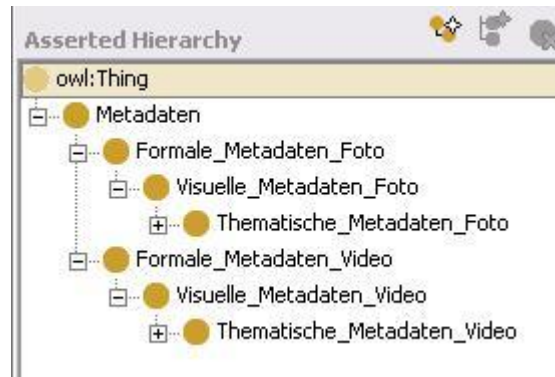 Asserted Hierarchy
owl:Thing
Metadaten
Formale_Metadaten_Foto
Visuelle_Metadaten_Foto
Thematische_Metadaten_Foto
Formale_Metadaten_Video
Visuelle_Metadaten_Video
Thematische_Metadaten_Video